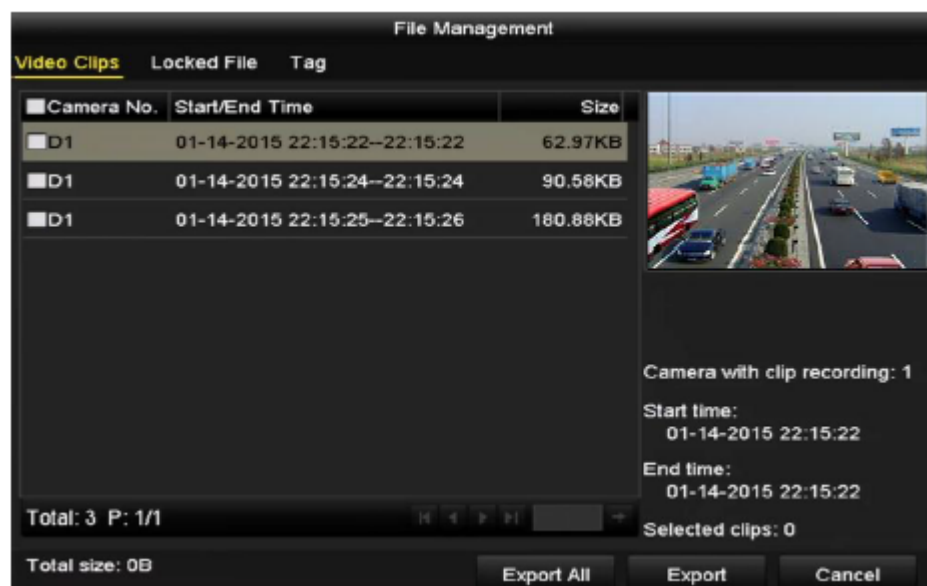 File Management
Video Clips Locked File Tag
Camera No. Start/End Time Size
D1 01-14-2015 22:15:22--22:15:22 62.97KB
D1 01-14-2015 22:15:24--22:15:24 90.58KB
D1 01-14-2015 22:15:25--22:15:26 180.88KB
Camera with clip recording: 1
Start time:
01-14-2015 22:15:22
End time:
01-14-2015 22:15:22
Selected clips: 0
Total: 3 P: 1/1
Total size: 0B
Export All Export Cancel